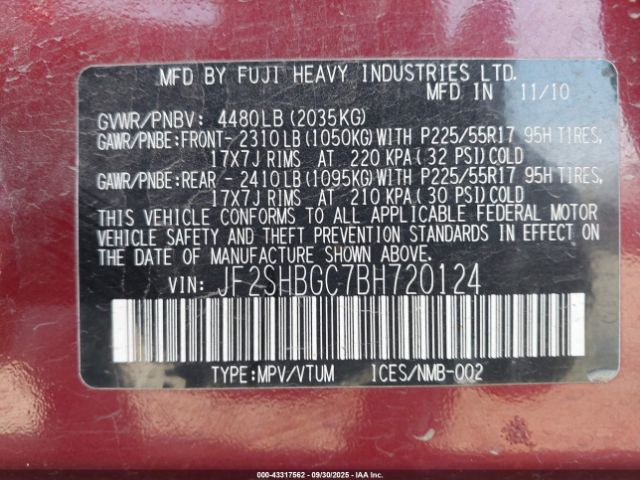 MFD BY FUJI HEAVY INDUSTRIES LTD.
MFD IN 11/10
GVWR/PNBV: 4480LB(2035KG)
GAWR/PNBE:FRONT- 2310LB(1050KG)WITH P225/55R17 95H TIRES,
17X7J RIMS AT 220 KPA(32 PSI)COLD
GAWR/PNBE:REAR - 2410LB(1095KG)WITH P225/55R17 95H TIRES,
17X7J RIMS AT 210 KPA(30 PSI)COLD
THIS VEHICLE CONFORMS TO ALL APPLICABLE FEDERAL MOTOR
VEHICLE SAFETY AND THEFT PREVENTION STANDARDS IN EFFECT ON
THE DATE OF MANUFACTURE SHOWN ABOVE.
VIN: JF2SHBGC7BH720124
TYPE:MPV/VTUM ICES/NMB-002
000-43317562 - 09/30/2025 - IAA Inc.